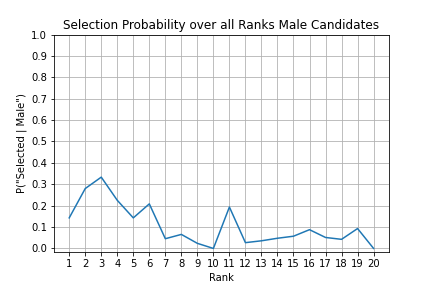 Selection Probability over all Ranks Male Candidates
P("Selected | Male")
1.0
0.9
0.8
0.7
0.6
0.5
0.4
0.3
0.2
0.1
0.0
1 2 3 4 5 6 7 8 9 10 11 12 13 14 15 16 17 18 19 20
Rank